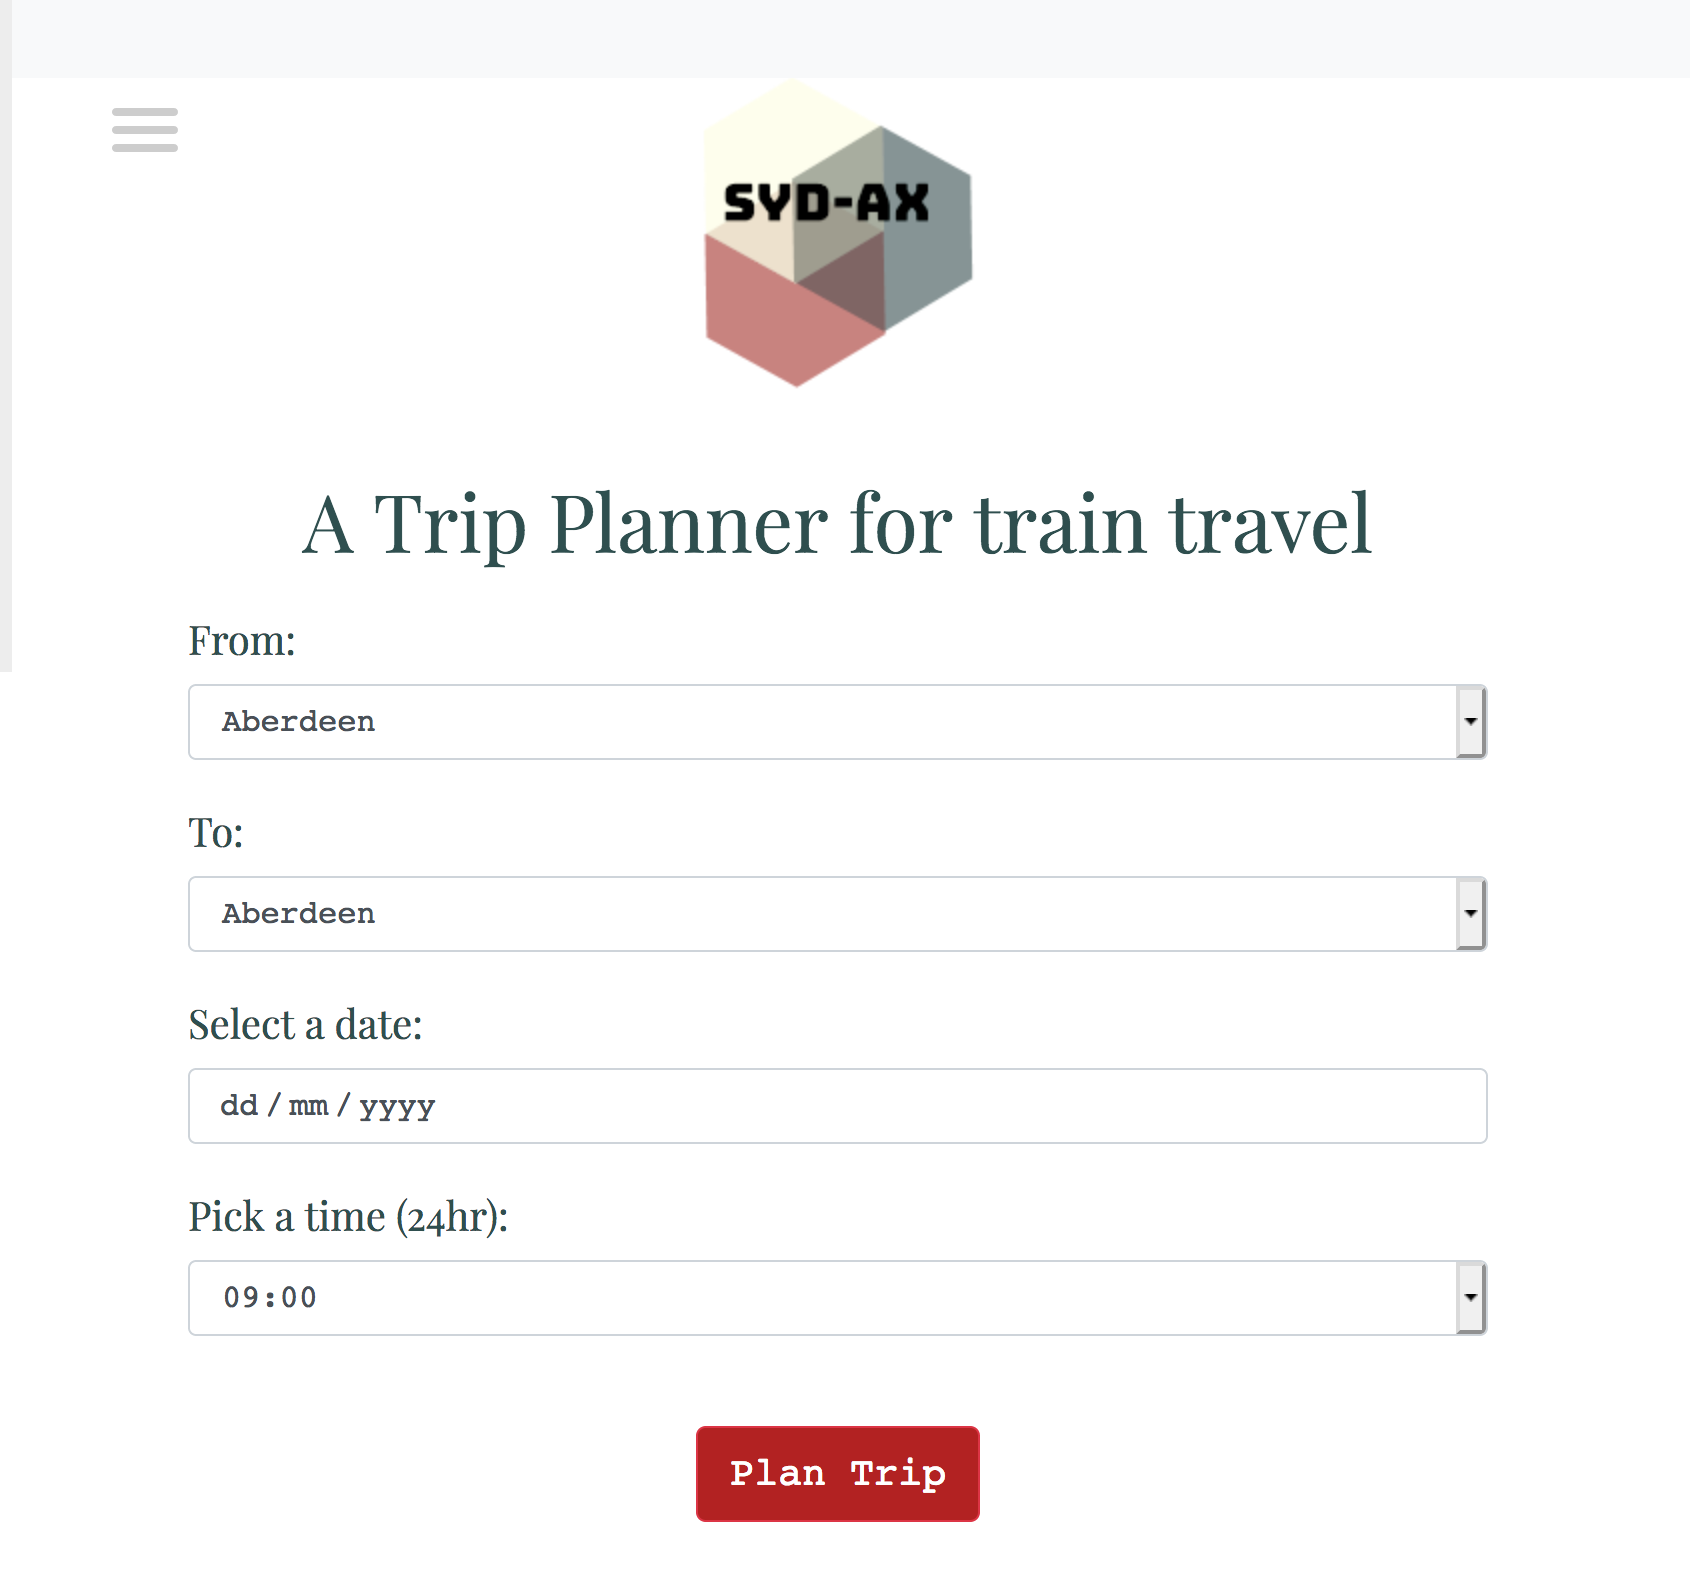 SYD-AX
A Trip Planner for train travel
From:
Aberdeen
To:
Aberdeen
Select a date:
dd / mm / yyyy
Pick a time (24hr):
09:00
Plan Trip